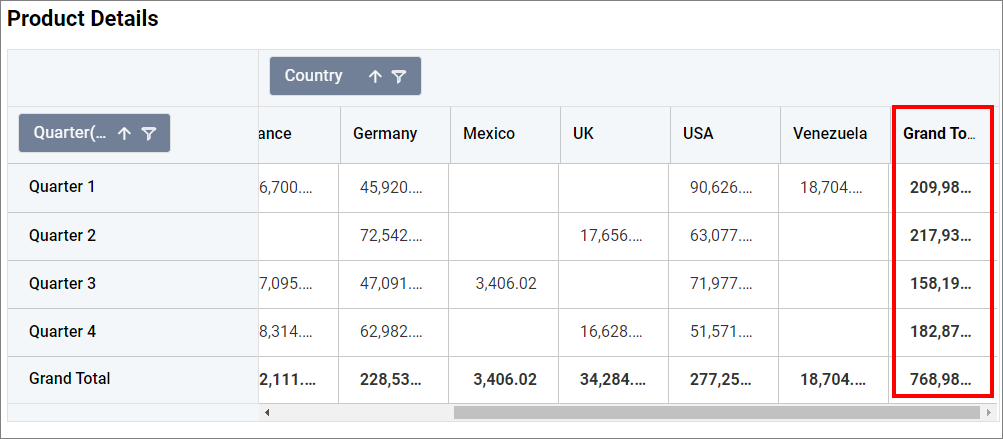 Product Details
Country
Quarter(...
ance Germany Mexico UK USA Venezuela Grand To...
Quarter 1 6,700.... 45,920.... 90,626.... 18,704.... 209,98...
Quarter 2 72,542.... 17,656.... 63,077.... 217,93...
Quarter 3 7,095.... 47,091.... 3,406.02 71,977.... 158,19...
Quarter 4 8,314.... 62,982.... 16,628.... 51,571.... 182,87...
Grand Total 2,111.... 228,53... 3,406.02 34,284.... 277,25... 18,704.... 768,98...